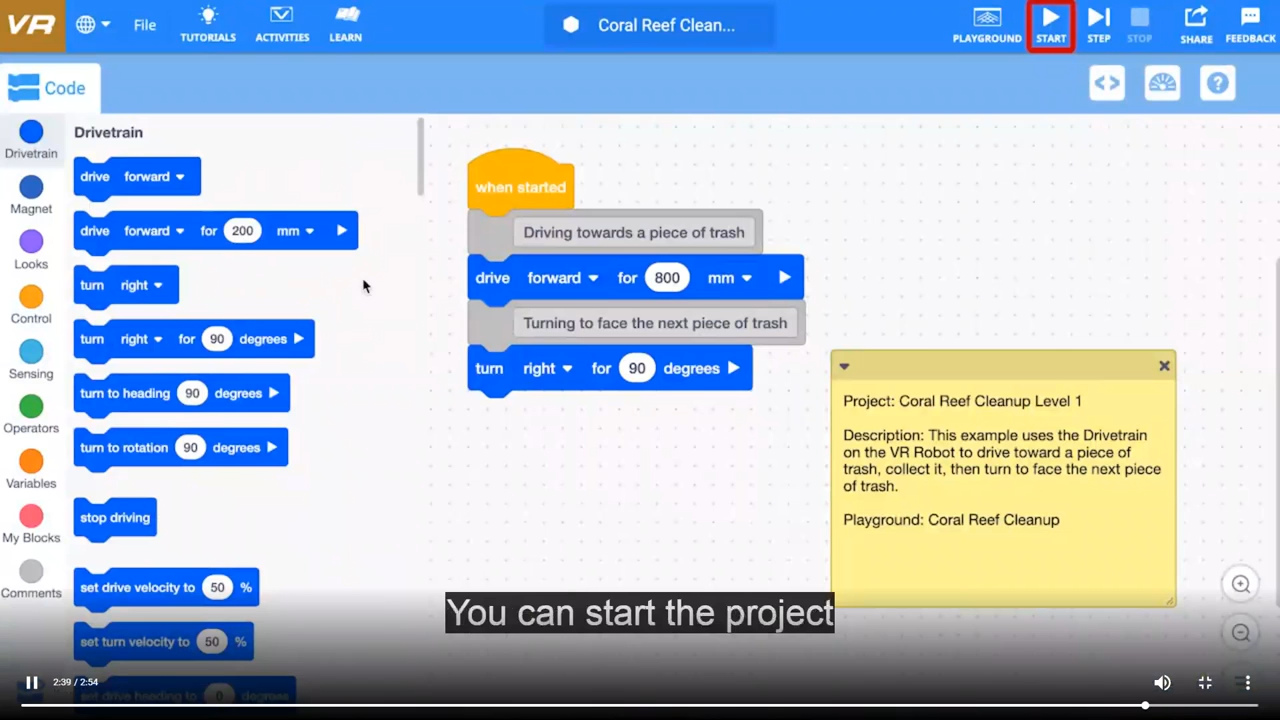 VR
File
TUTORIALS
ACTIVITIES
LEARN
Coral Reef Clean...
PLAYGROUND
START
STEP
STOP
SHARE
FEEDBACK
Code
Drivetrain
Magnet
Looks
Control
Sensing
Operators
Variables
My Blocks
Comments
Drivetrain
drive forward
drive forward for 200 mm
turn right
turn right for 90 degrees
turn to heading 90 degrees
turn to rotation 90 degrees
stop driving
set drive velocity to 50 %
set turn velocity to 50 %
set drive heading to 0 degrees
when started
Driving towards a piece of trash
drive forward for 800 mm
Turning to face the next piece of trash
turn right for 90 degrees
Project: Coral Reef Cleanup Level 1
Description: This example uses the Drivetrain
on the VR Robot to drive toward a piece of
trash, collect it, then turn to face the next piece
of trash.
Playground: Coral Reef Cleanup
You can start the project
2:39 / 2:54